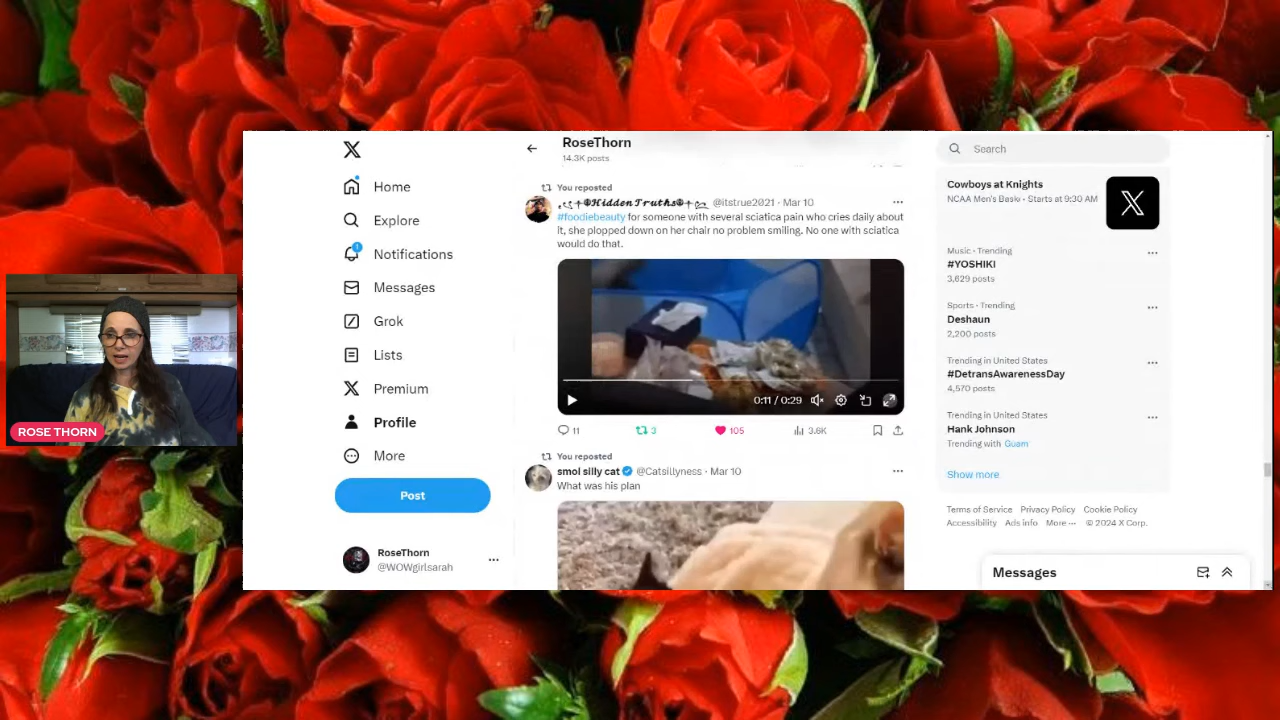 RoseThorn
14.3K posts
Search
Home
Explore
Notifications
1
Messages
Grok
Lists
Premium
Profile
More
Post
RoseThorn
@WOWgirlsarah
You reposted
𝓗𝓲𝓭𝓭𝓮𝓷𝓣𝓻𝓾𝓽𝓱𝓼 @itstrue2021 · Mar 10
#foodiebeauty for someone with several sciatica pain who cries daily about
it, she plopped down on her chair no problem smiling. No one with sciatica
would do that.
0:11 / 0:29
11
3
105
3.6K
You reposted
smol silly cat @Catsillyness · Mar 10
What was his plan
Cowboys at Knights
NCAA Men's Baski · Starts at 9:30 AM
Music · Trending
#YOSHIKI
3,629 posts
Sports · Trending
Deshaun
2,200 posts
Trending in United States
#DetransAwarenessDay
4,570 posts
Trending in United States
Hank Johnson
Trending with Guam
Show more
Terms of Service Privacy Policy Cookie Policy
Accessibility Ads info More ··· © 2024 X Corp.
Messages
ROSE THORN